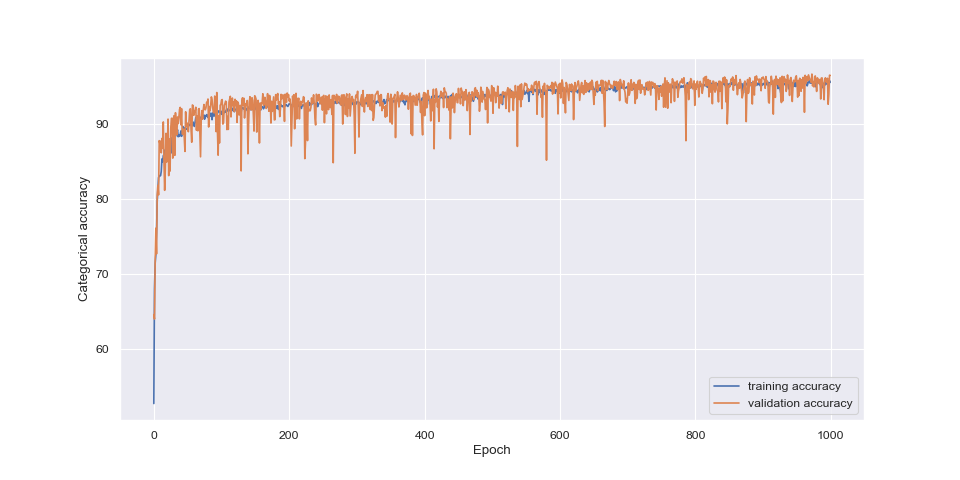 90
80
70
60
Categorical accuracy
0 200 400 600 800 1000
Epoch
training accuracy
validation accuracy